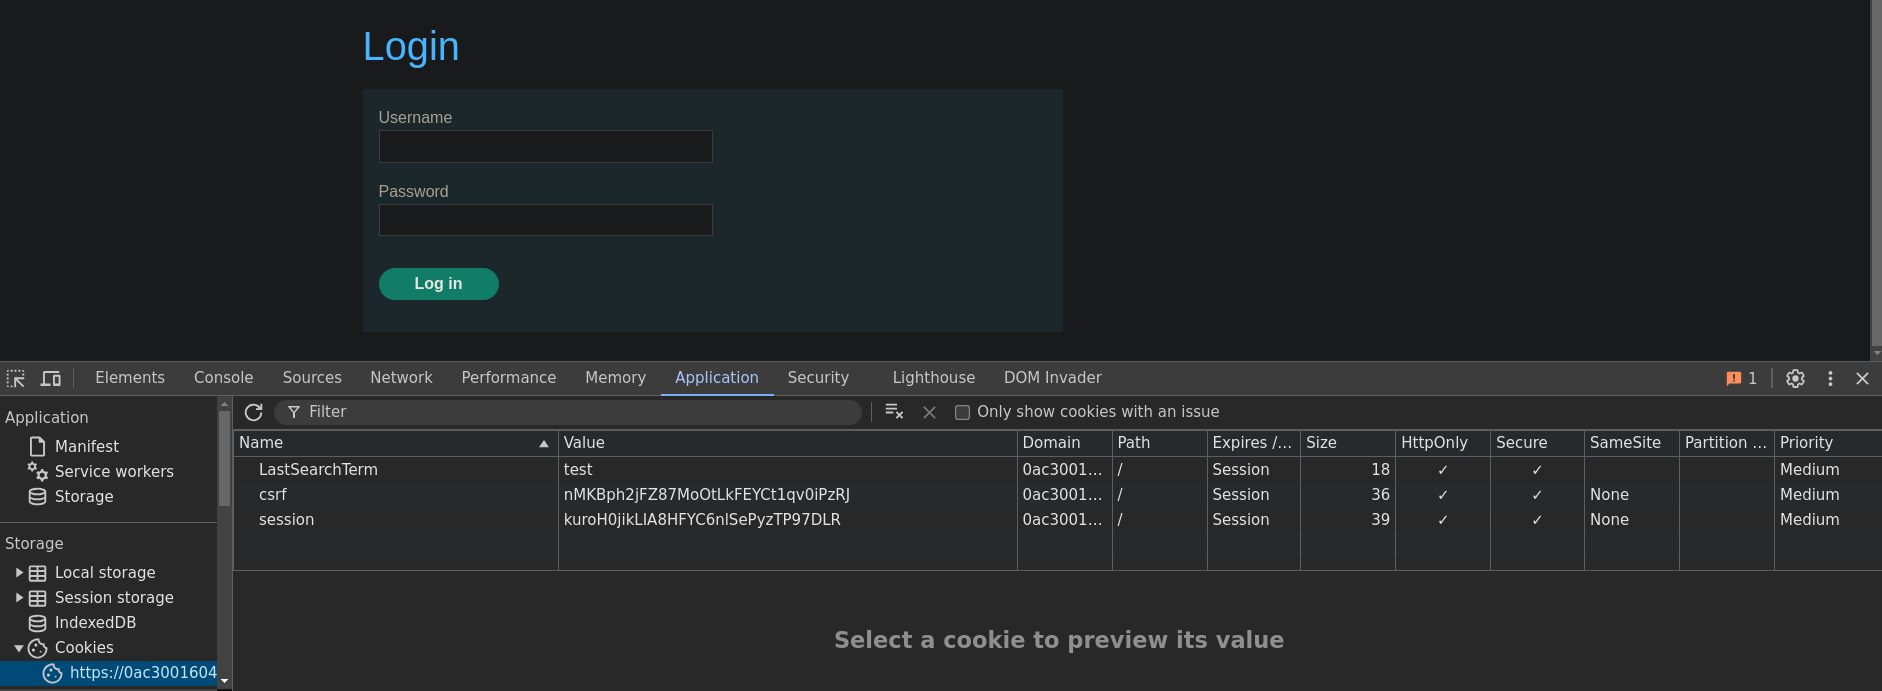 Login
Username
Password
Log in
Elements Console Sources Network Performance Memory Application Security Lighthouse DOM Invader 1
Application
Manifest
Service workers
Storage
Storage
Local storage
Session storage
IndexedDB
Cookies
https://0ac3001604
Filter Only show cookies with an issue
Name Value Domain Path Expires /... Size HttpOnly Secure SameSite Partition ... Priority
LastSearchTerm test 0ac3001... / Session 18 ✓ ✓ Medium
csrf nMKBph2jFZ87MoOtLkFEYCt1qv0iPzRJ 0ac3001... / Session 36 ✓ ✓ None Medium
session kuroH0jikLIA8HFYC6nlSePyzTP97DLR 0ac3001... / Session 39 ✓ ✓ None Medium
Select a cookie to preview its value